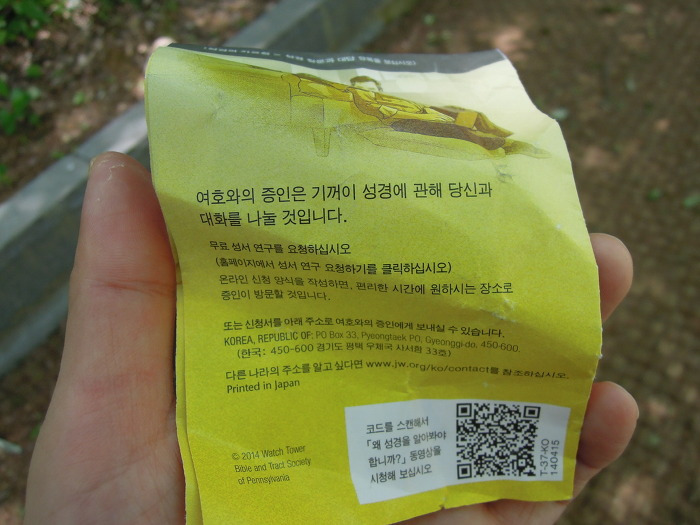 여호와의 증인은 기꺼이 성경에 관해 당신과
대화를 나눌 것입니다.
무료 성서 연구를 요청하십시오
(홈페이지에서 성서 연구 요청하기를 클릭하십시오)
온라인 신청 양식을 작성하면, 편리한 시간에 원하시는 장소로
증인이 방문할 것입니다.
또는 신청서를 아래 주소로 여호와의 증인에게 보내실 수 있습니다.
KOREA, REPUBLIC OF: PO Box 33, Pyeongtaek PO, Gyeonggi-do, 450-600.
(한국: 450-600 경기도 평택 우체국 사서함 33호)
다른 나라의 주소를 알고 싶다면 www.jw.org/ko/contact를 참조하십시오.
Printed in Japan
코드를 스캔해서
「왜 성경을 알아봐야
합니까?」 동영상을
시청해 보십시오
T-37-KO
140415
© 2014 Watch Tower
Bible and Tract Society
of Pennsylvania